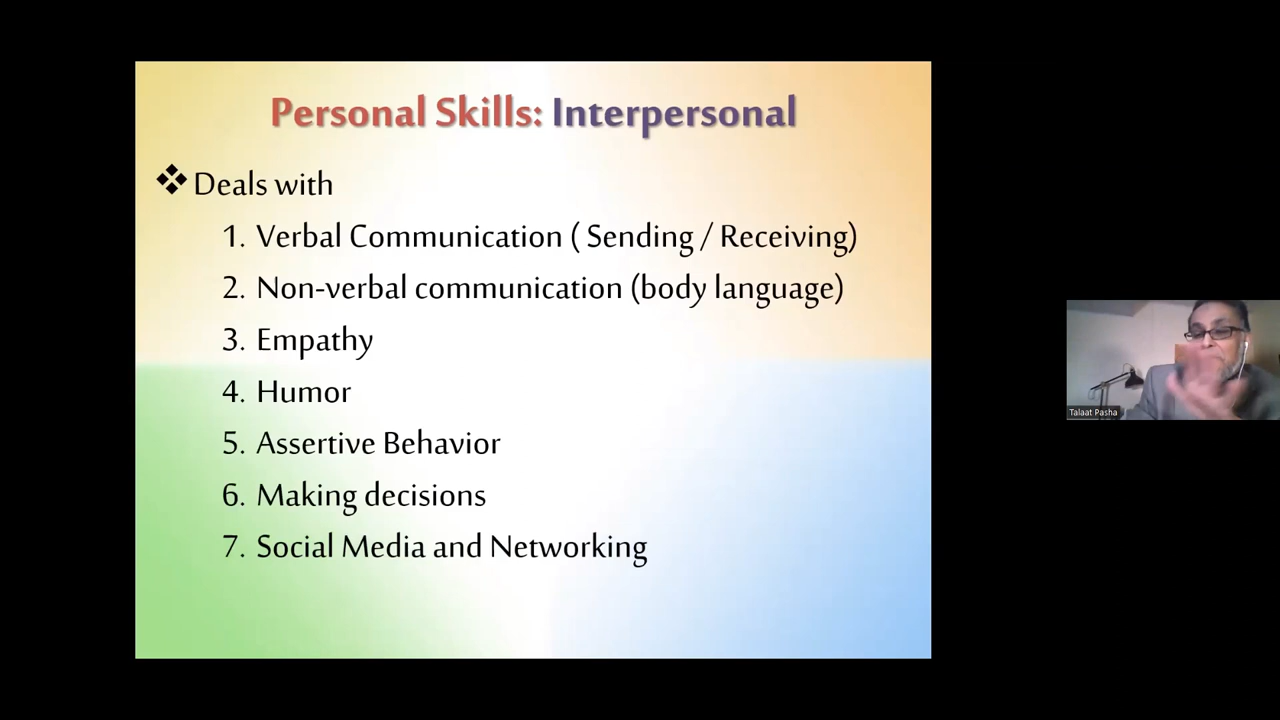 Personal Skills: Interpersonal
❖Deals with
1. Verbal Communication ( Sending / Receiving)
2. Non-verbal communication (body language)
3. Empathy
4. Humor
5. Assertive Behavior
6. Making decisions
7. Social Media and Networking
Talaat Pasha